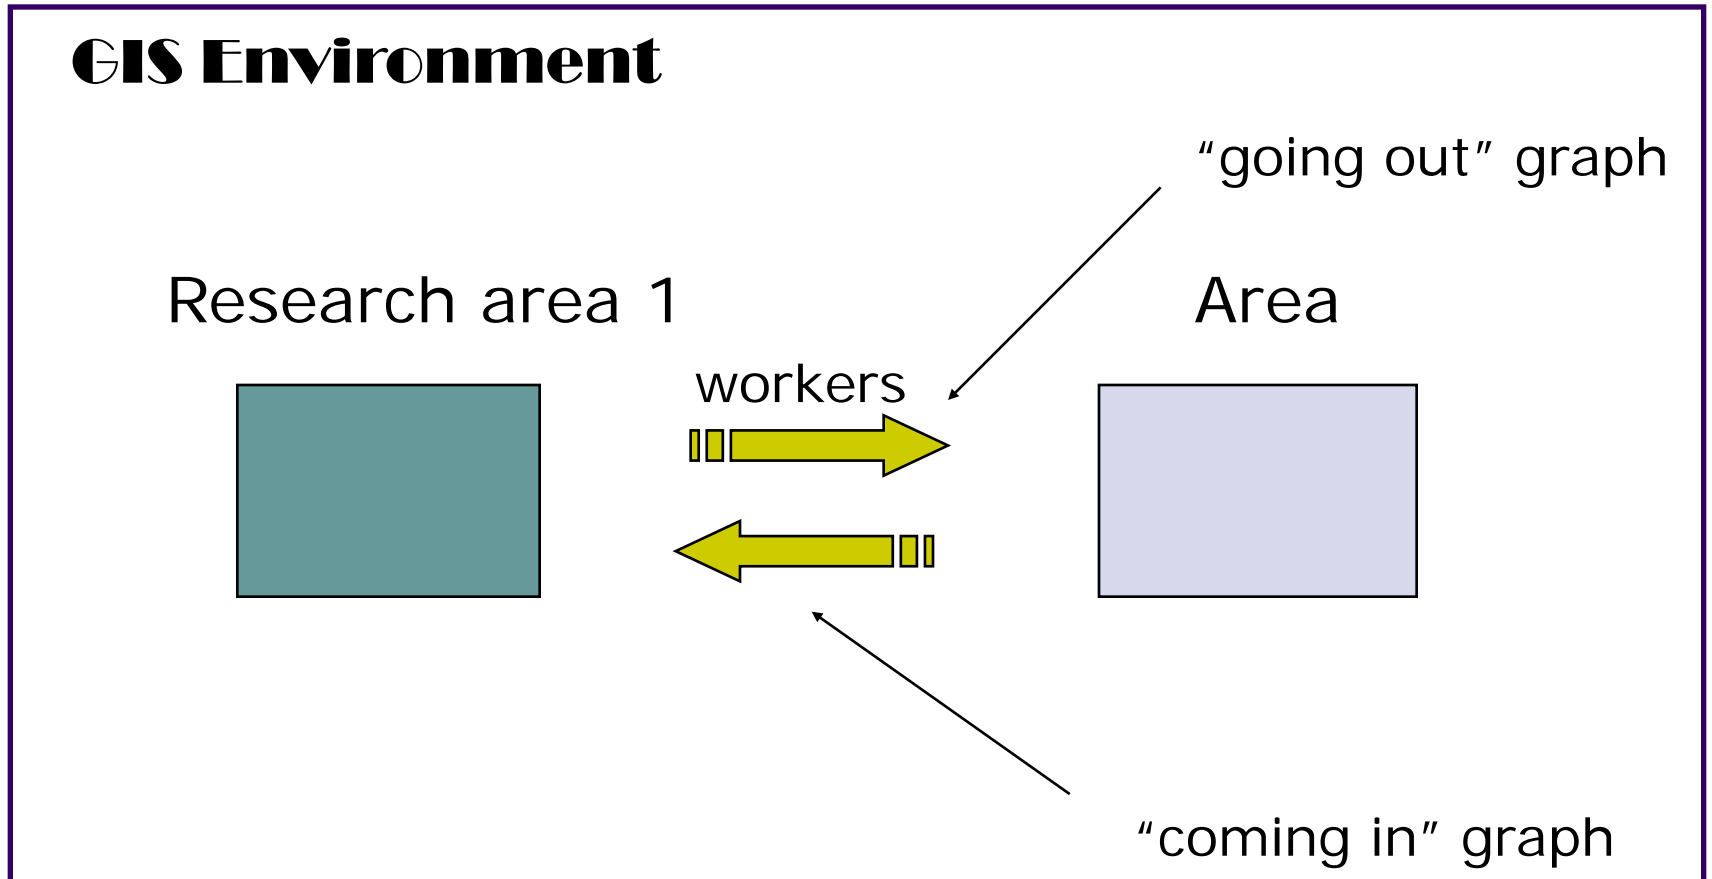 GIS Environment
“going out” graph
Research area 1
Area
workers
“coming in” graph